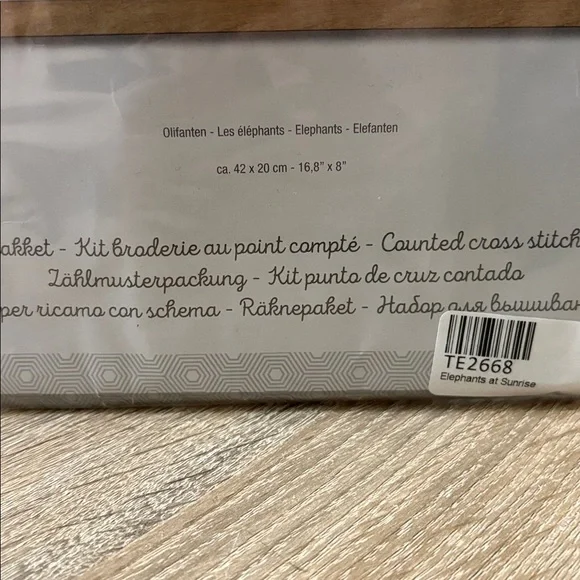 Olifanten - Les éléphants - Elephants - Elefanten
ca. 42 x 20 cm - 16,8" x 8"
akket - Kit broderie au point compté - Counted cross stitch
Zählmusterpackung - Kit punto de cruz contado
per ricamo con schema - Räknepaket - Набор для вышиван
TE2668
Elephants at Sunrise